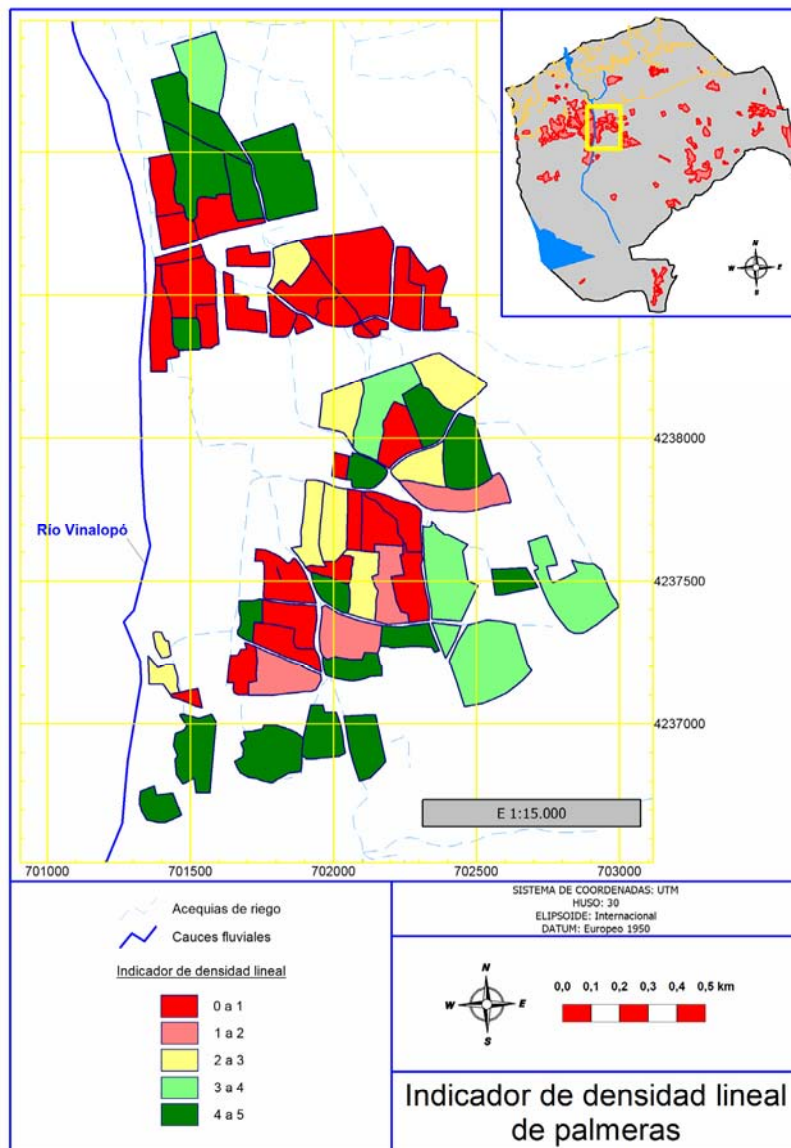 N
W E
S
4238000
Río Vinalopó
4237500
4237000
E 1:15.000
701000 701500 702000 702500 703000
Acequias de riego
Cauces fluviales
Indicador de densidad lineal
0 a 1
1 a 2
2 a 3
3 a 4
4 a 5
SISTEMA DE COORDENADAS: UTM
HUSO: 30
ELIPSOIDE: Internacional
DATUM: Europeo 1950
N
W E
S
0,0 0,1 0,2 0,3 0,4 0,5 km
Indicador de densidad lineal
de palmeras